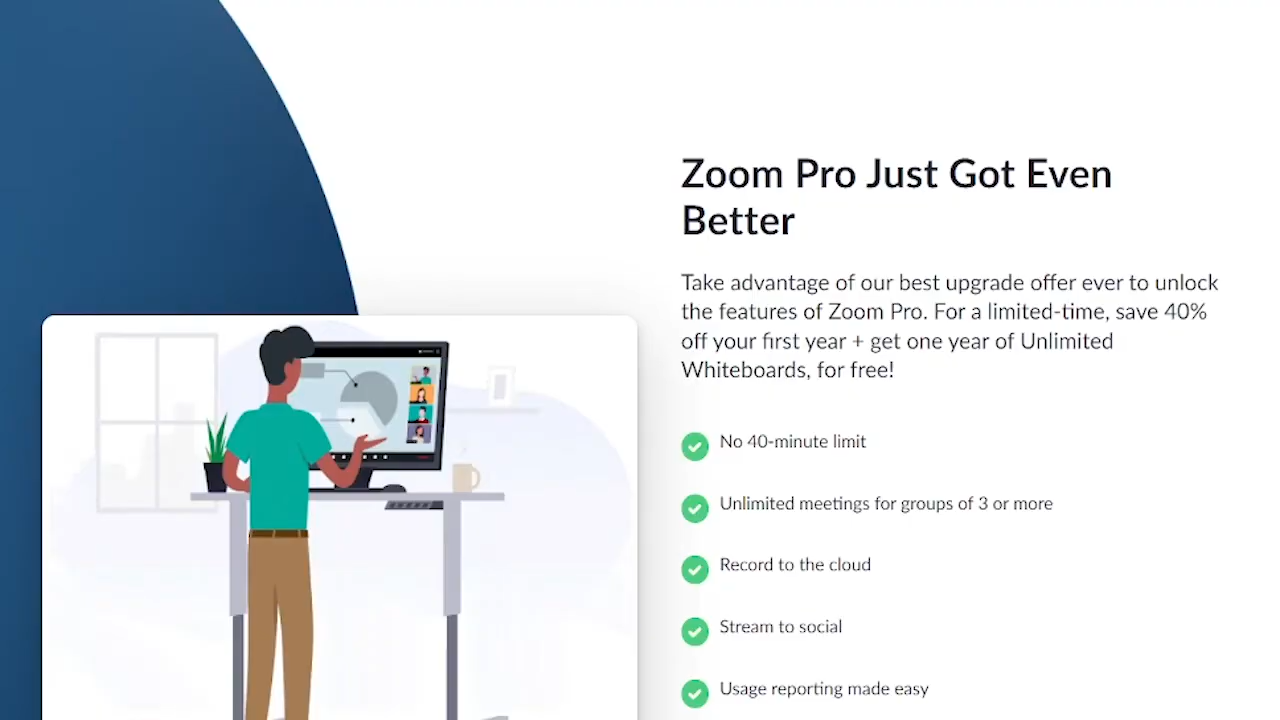 Zoom Pro Just Got Even
Better
Take advantage of our best upgrade offer ever to unlock
the features of Zoom Pro. For a limited-time, save 40%
off your first year + get one year of Unlimited
Whiteboards, for free!
No 40-minute limit
Unlimited meetings for groups of 3 or more
Record to the cloud
Stream to social
Usage reporting made easy